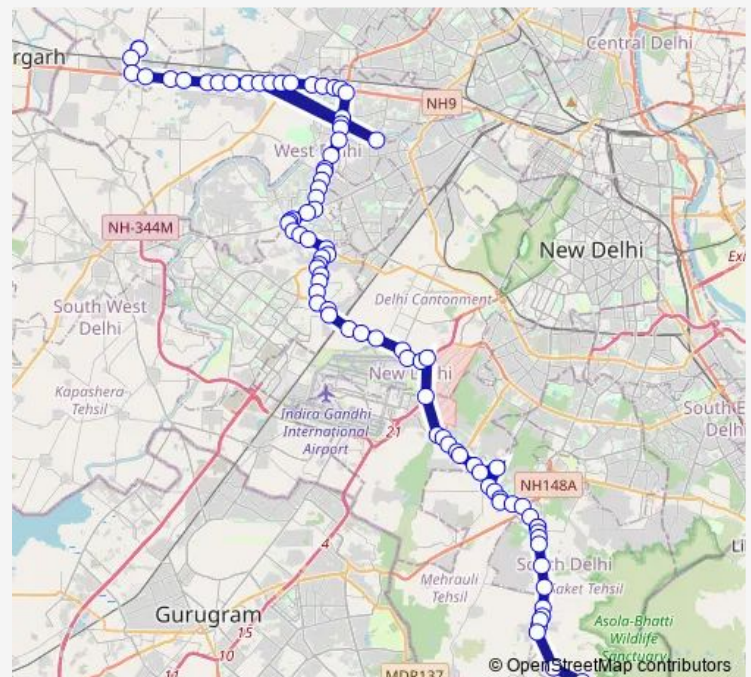 Central Delhi
rgarh
NH9
West Delhi
NH-344M
New Delhi
South West
Delhi
Delhi Cantonment
Kapashera
Tehsil
New Delhi
Indira Gandhi
International
Airport
21
South E
Delh
NH148A
4
South Delhi
Mehrauli
Tehsil
Saket Tehsil
Gurugram
15
10
11
Asola-Bhatti
Wildlife
Sanctuary
MDR137
© OpenStreetMap contributors